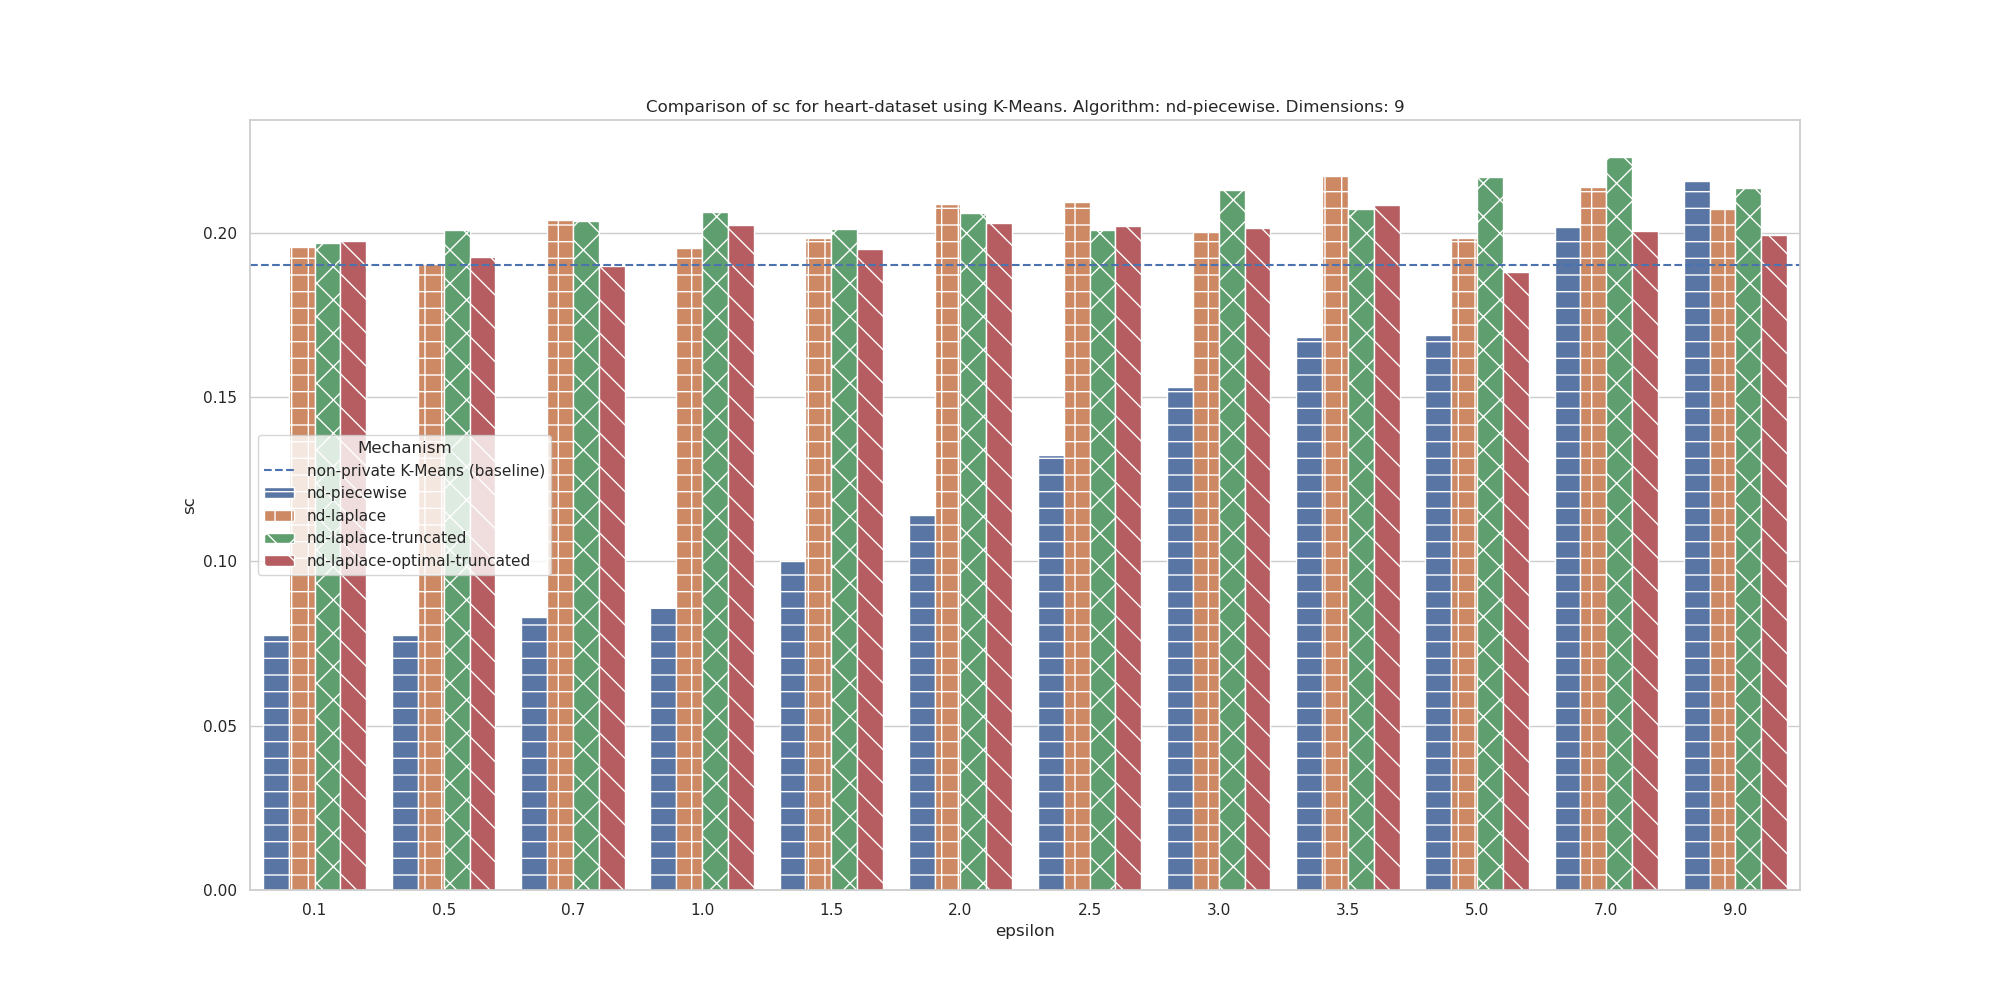 Comparison of sc for heart-dataset using K-Means. Algorithm: nd-piecewise. Dimensions: 9
sc
0.20
0.15
0.10
0.05
0.00
Mechanism
non-private K-Means (baseline)
nd-piecewise
nd-laplace
nd-laplace-truncated
nd-laplace-optimal-truncated
0.1 0.5 0.7 1.0 1.5 2.0 2.5 3.0 3.5 5.0 7.0 9.0
epsilon